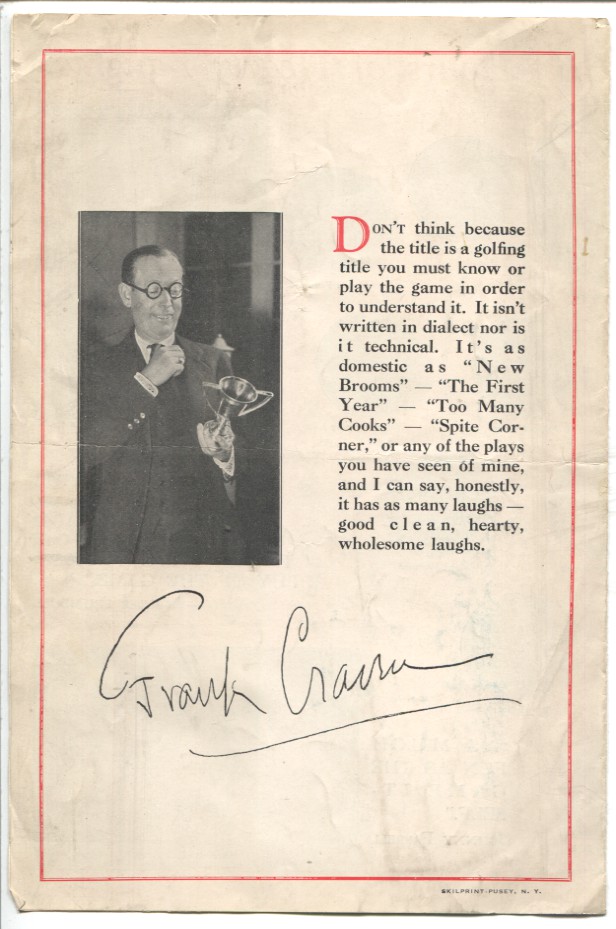 DON'T think because
the title is a golfing
title you must know or
play the game in order
to understand it. It isn't
written in dialect nor is
it technical. It's as
domestic as "New
Brooms" — "The First
Year" — "Too Many
Cooks" — "Spite Cor-
ner," or any of the plays
you have seen of mine,
and I can say, honestly,
it has as many laughs —
good clean, hearty,
wholesome laughs.
Frank Craven
SKILPRINT-PUSEY, N. Y.